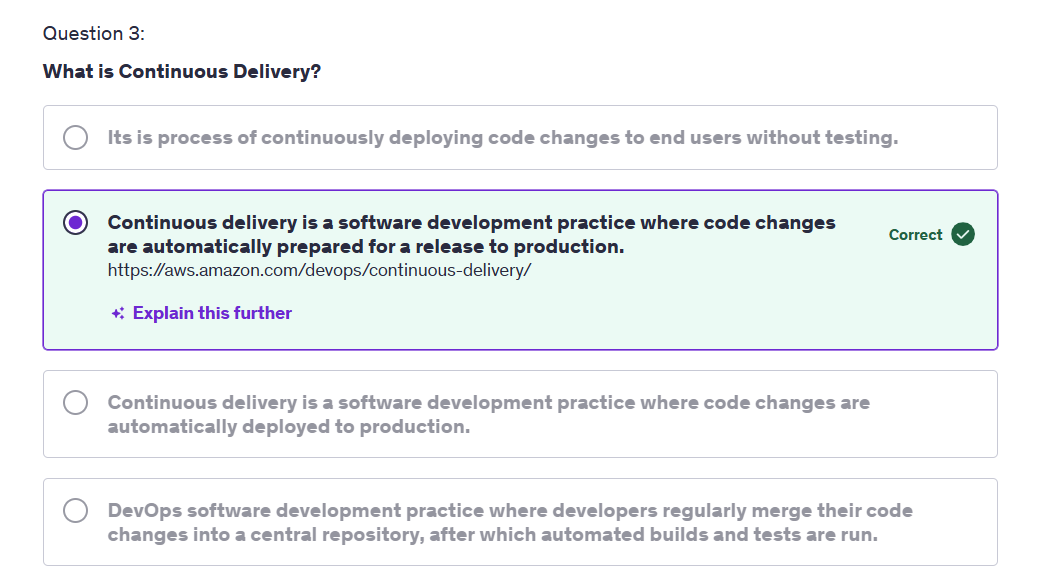 Question 3:
What is Continuous Delivery?
Its is process of continuously deploying code changes to end users without testing.
Continuous delivery is a software development practice where code changes
are automatically prepared for a release to production.
https://aws.amazon.com/devops/continuous-delivery/
Correct
Explain this further
Continuous delivery is a software development practice where code changes are
automatically deployed to production.
DevOps software development practice where developers regularly merge their code
changes into a central repository, after which automated builds and tests are run.